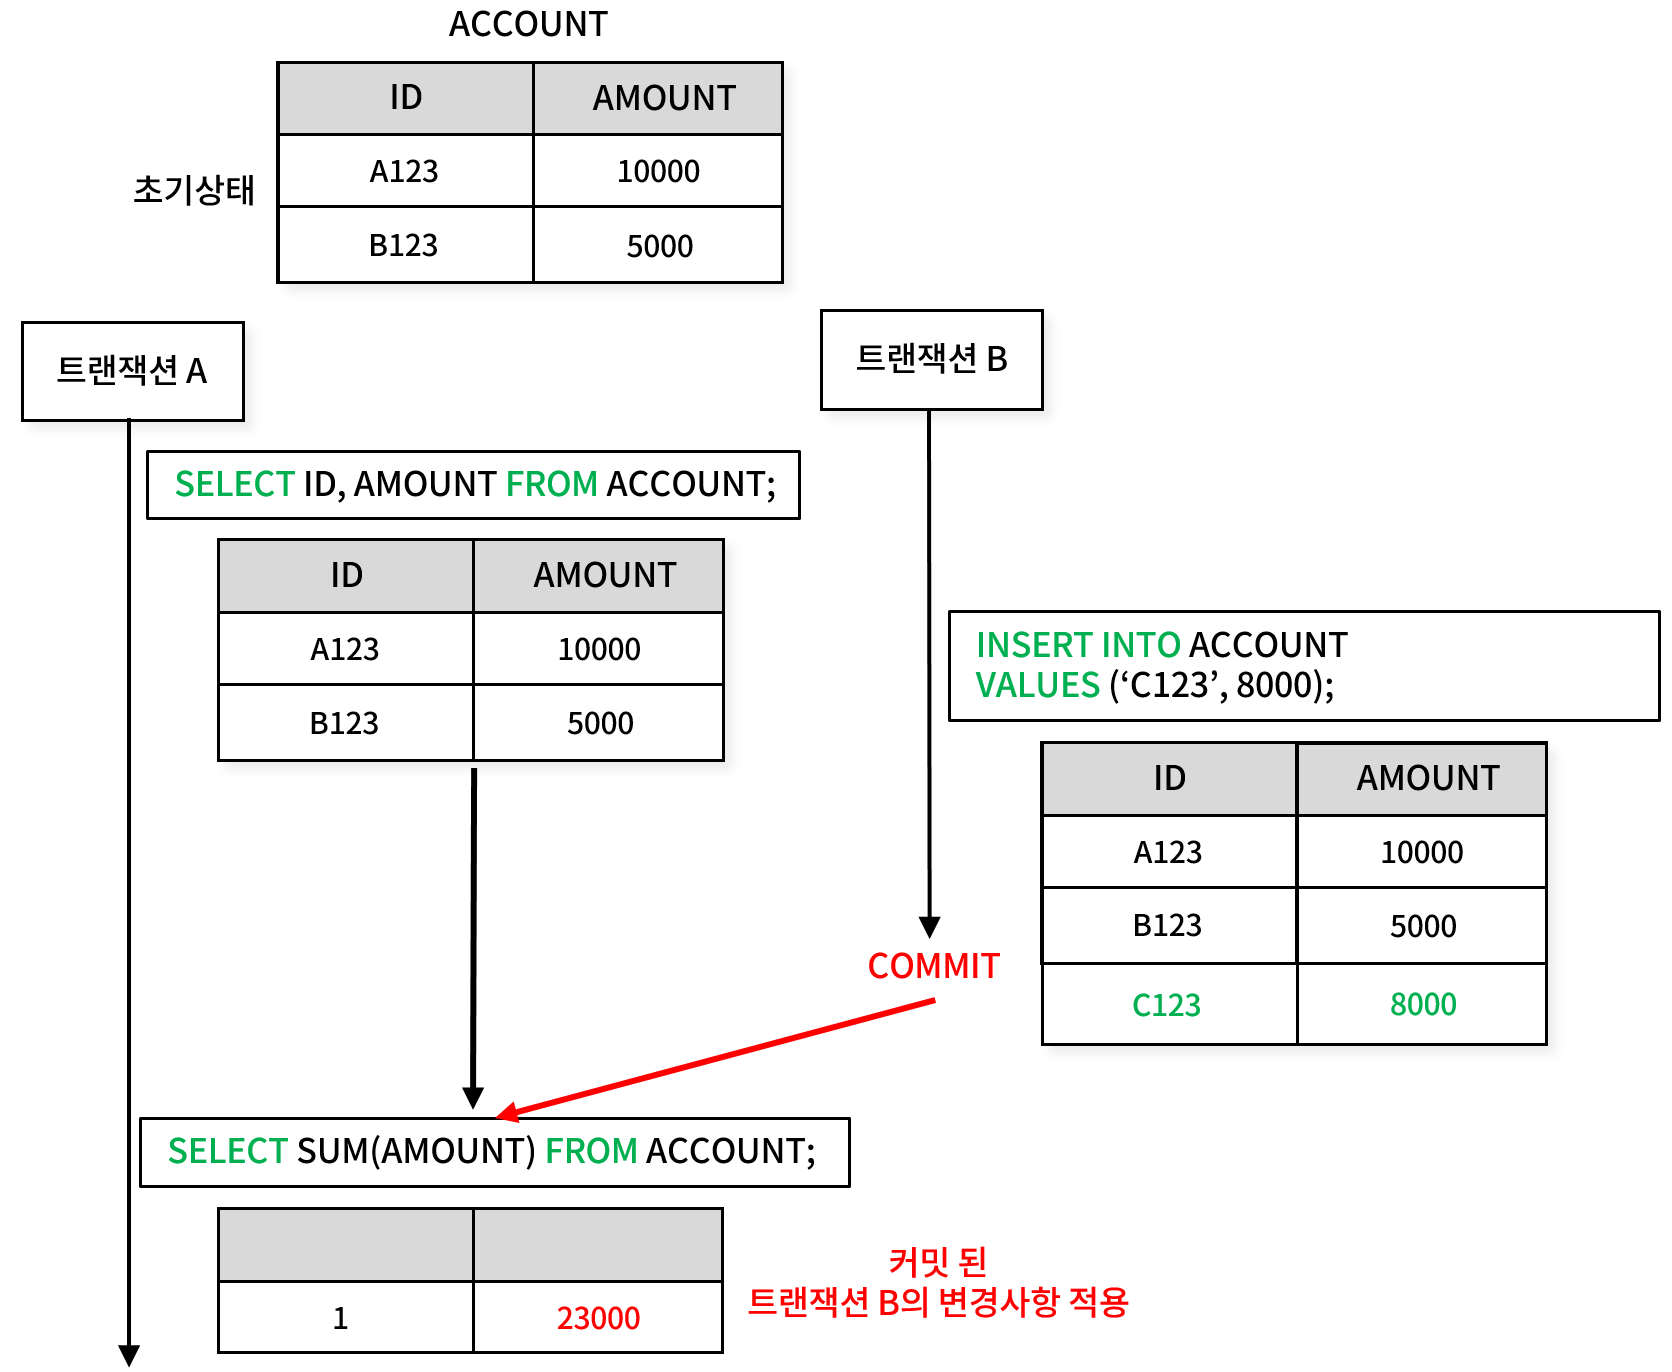 ACCOUNT
ID AMOUNT
A123 10000
초기상태
B123 5000
트랜잭션 A
트랜잭션 B
SELECT ID, AMOUNT FROM ACCOUNT;
ID AMOUNT
A123 10000
B123 5000
INSERT INTO ACCOUNT
VALUES (‘C123’, 8000);
ID AMOUNT
A123 10000
B123 5000
C123 8000
COMMIT
SELECT SUM(AMOUNT) FROM ACCOUNT;
1 23000
커밋 된
트랜잭션 B의 변경사항 적용